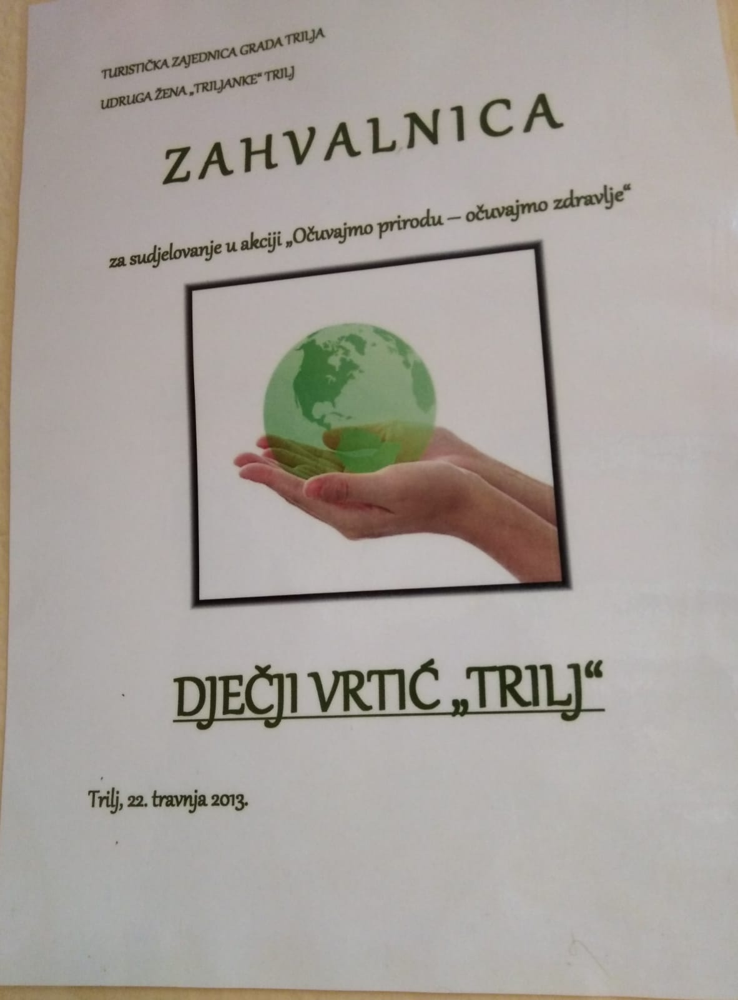 TURISTIČKA ZAJEDNICA GRADA TRILJA
UDRUGA ŽENA „TRILJANKE“ TRILJ
ZAHVALNICA
za sudjelovanje u akciji „Očuvajmo prirodu – očuvajmo zdravlje“
DJEČJI VRTIĆ „TRILJ“
Trilj, 22. travnja 2013.